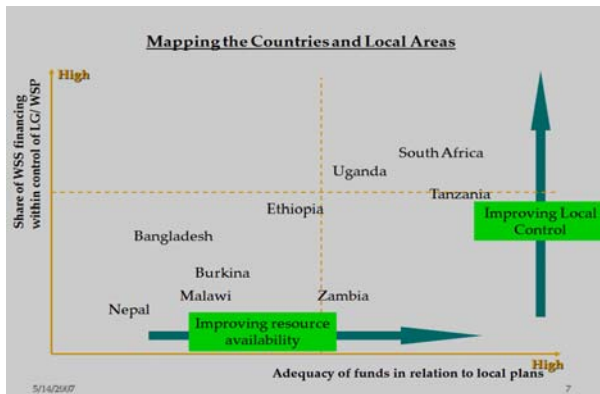 Mapping the Countries and Local Areas
High
Share of WSS financing
within control of LG/ WSP
South Africa
Uganda
Tanzania
Ethiopia
Improving Local
Control
Bangladesh
Burkina
Malawi
Zambia
Nepal
Improving resource
availability
High
Adequacy of funds in relation to local plans
5/14/2007
7